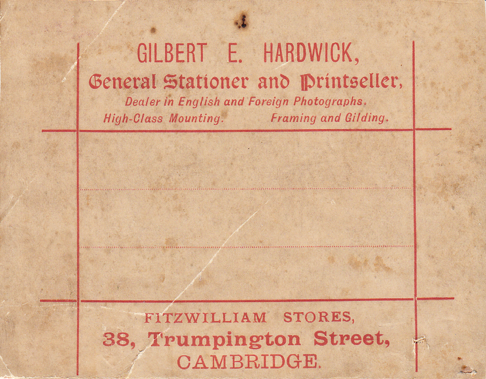 GILBERT E. HARDWICK,
General Stationer and Printseller,
Dealer in English and Foreign Photographs.
High-Class Mounting. Framing and Gilding.
FITZWILLIAM STORES,
38, Trumpington Street,
CAMBRIDGE.